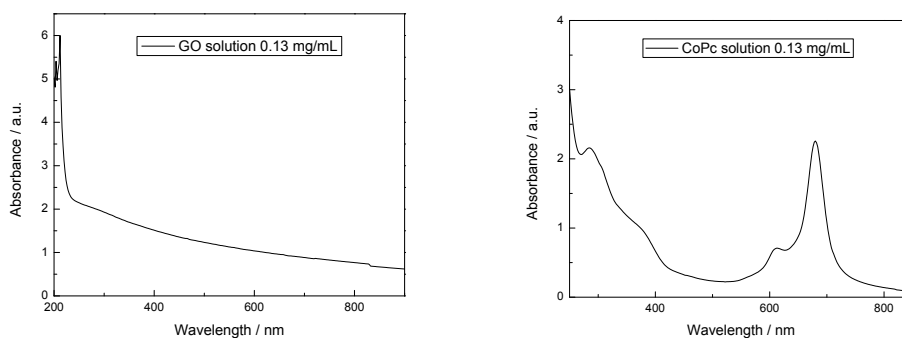 GO solution 0.13 mg/mL
Absorbance / a.u.
6
5
4
3
2
1
0
200 400 600 800
Wavelength / nm
CoPc solution 0.13 mg/mL
Absorbance / a.u.
4
3
2
1
0
400 600 800
Wavelength / nm